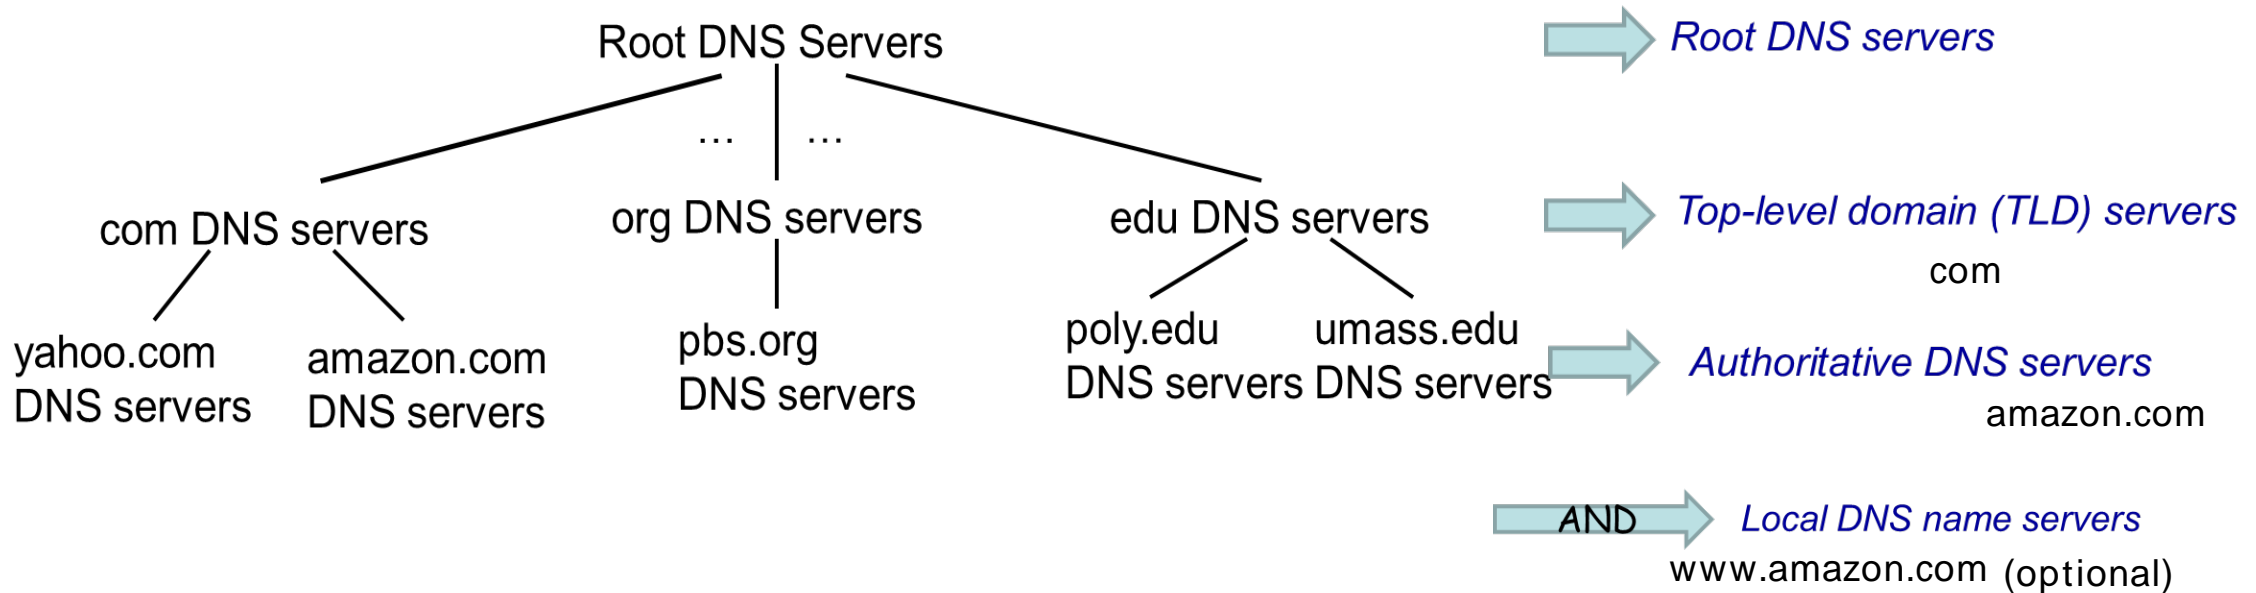 Root DNS Servers
Root DNS servers
... ...
com DNS servers
org DNS servers
edu DNS servers
Top-level domain (TLD) servers
com
yahoo.com
DNS servers
amazon.com
DNS servers
pbs.org
DNS servers
poly.edu
DNS servers
umass.edu
DNS servers
Authoritative DNS servers
amazon.com
AND
Local DNS name servers
www.amazon.com (optional)